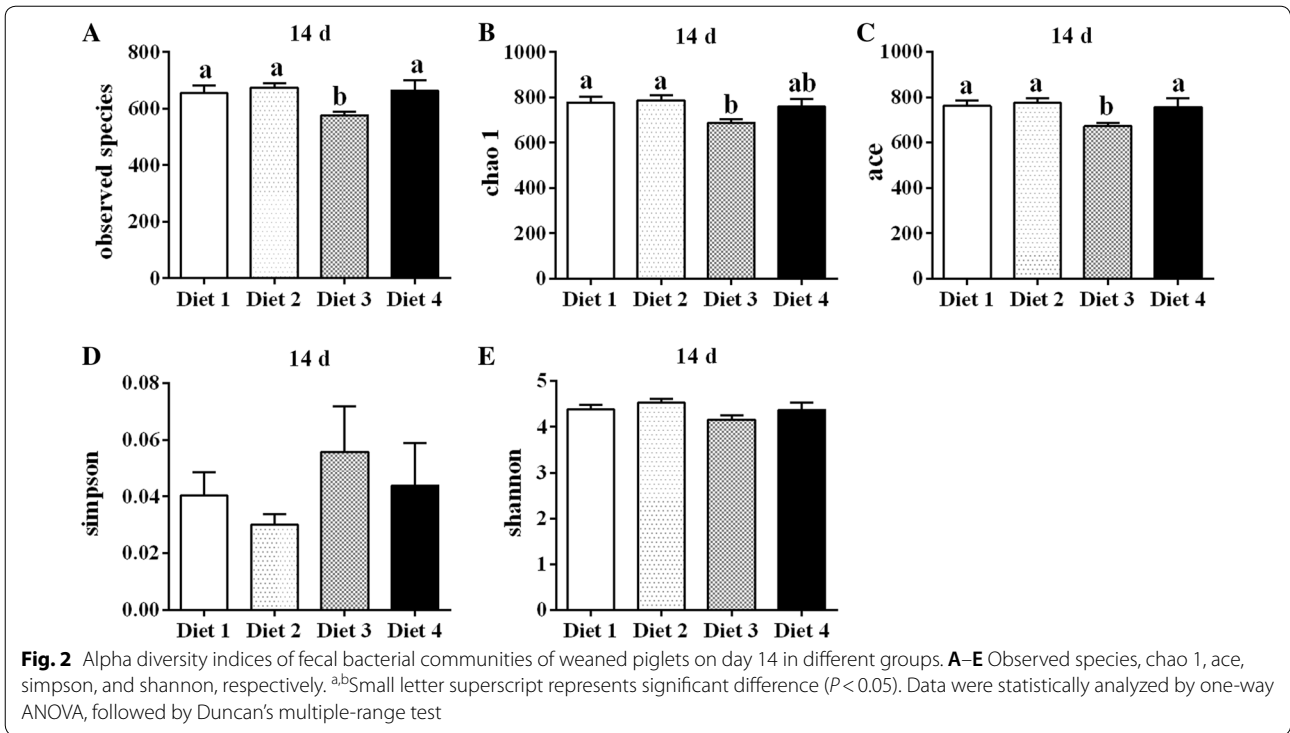 A
14 d
observed species
800
600
400
200
0
a
a
b
a
Diet 1 Diet 2 Diet 3 Diet 4
B
14 d
chao 1
1000
800
600
400
200
0
a
a
b
ab
Diet 1 Diet 2 Diet 3 Diet 4
C
14 d
ace
1000
800
600
400
200
0
a
a
b
a
Diet 1 Diet 2 Diet 3 Diet 4
D
14 d
simpson
0.08
0.06
0.04
0.02
0.00
Diet 1 Diet 2 Diet 3 Diet 4
E
14 d
shannon
5
4
3
2
1
0
Diet 1 Diet 2 Diet 3 Diet 4
Fig. 2 Alpha diversity indices of fecal bacterial communities of weaned piglets on day 14 in different groups. A–E Observed species, chao 1, ace,
simpson, and shannon, respectively. a,bSmall letter superscript represents significant difference (P < 0.05). Data were statistically analyzed by one-way
ANOVA, followed by Duncan's multiple-range test